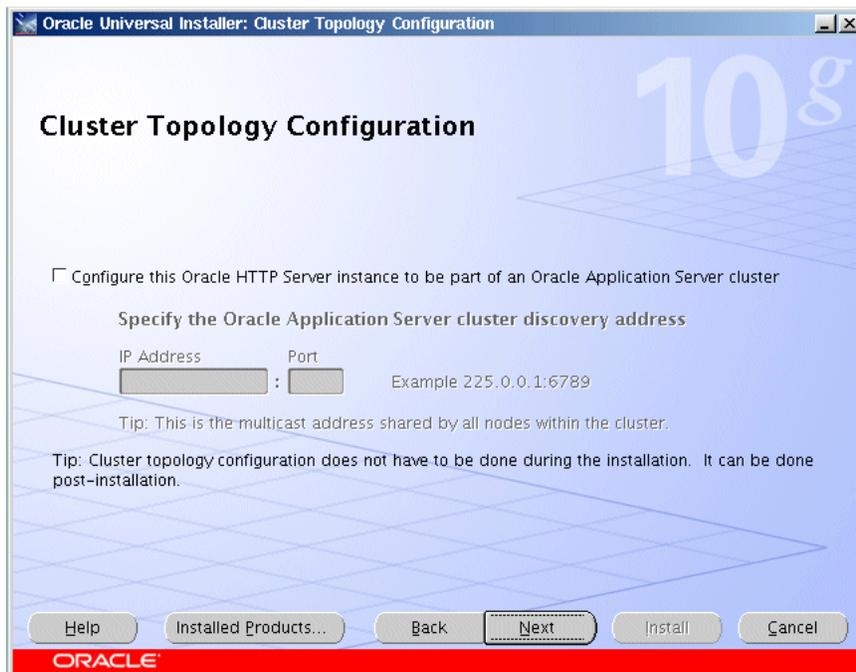 Oracle Universal Installer: Cluster Topology Configuration
10g
Cluster Topology Configuration
Configure this Oracle HTTP Server instance to be part of an Oracle Application Server cluster
Specify the Oracle Application Server cluster discovery address
IP Address Port
: Example 225.0.0.1:6789
Tip: This is the multicast address shared by all nodes within the cluster.
Tip: Cluster topology configuration does not have to be done during the installation. It can be done
post-installation.
Help Installed Products... Back Next Install Cancel
ORACLE